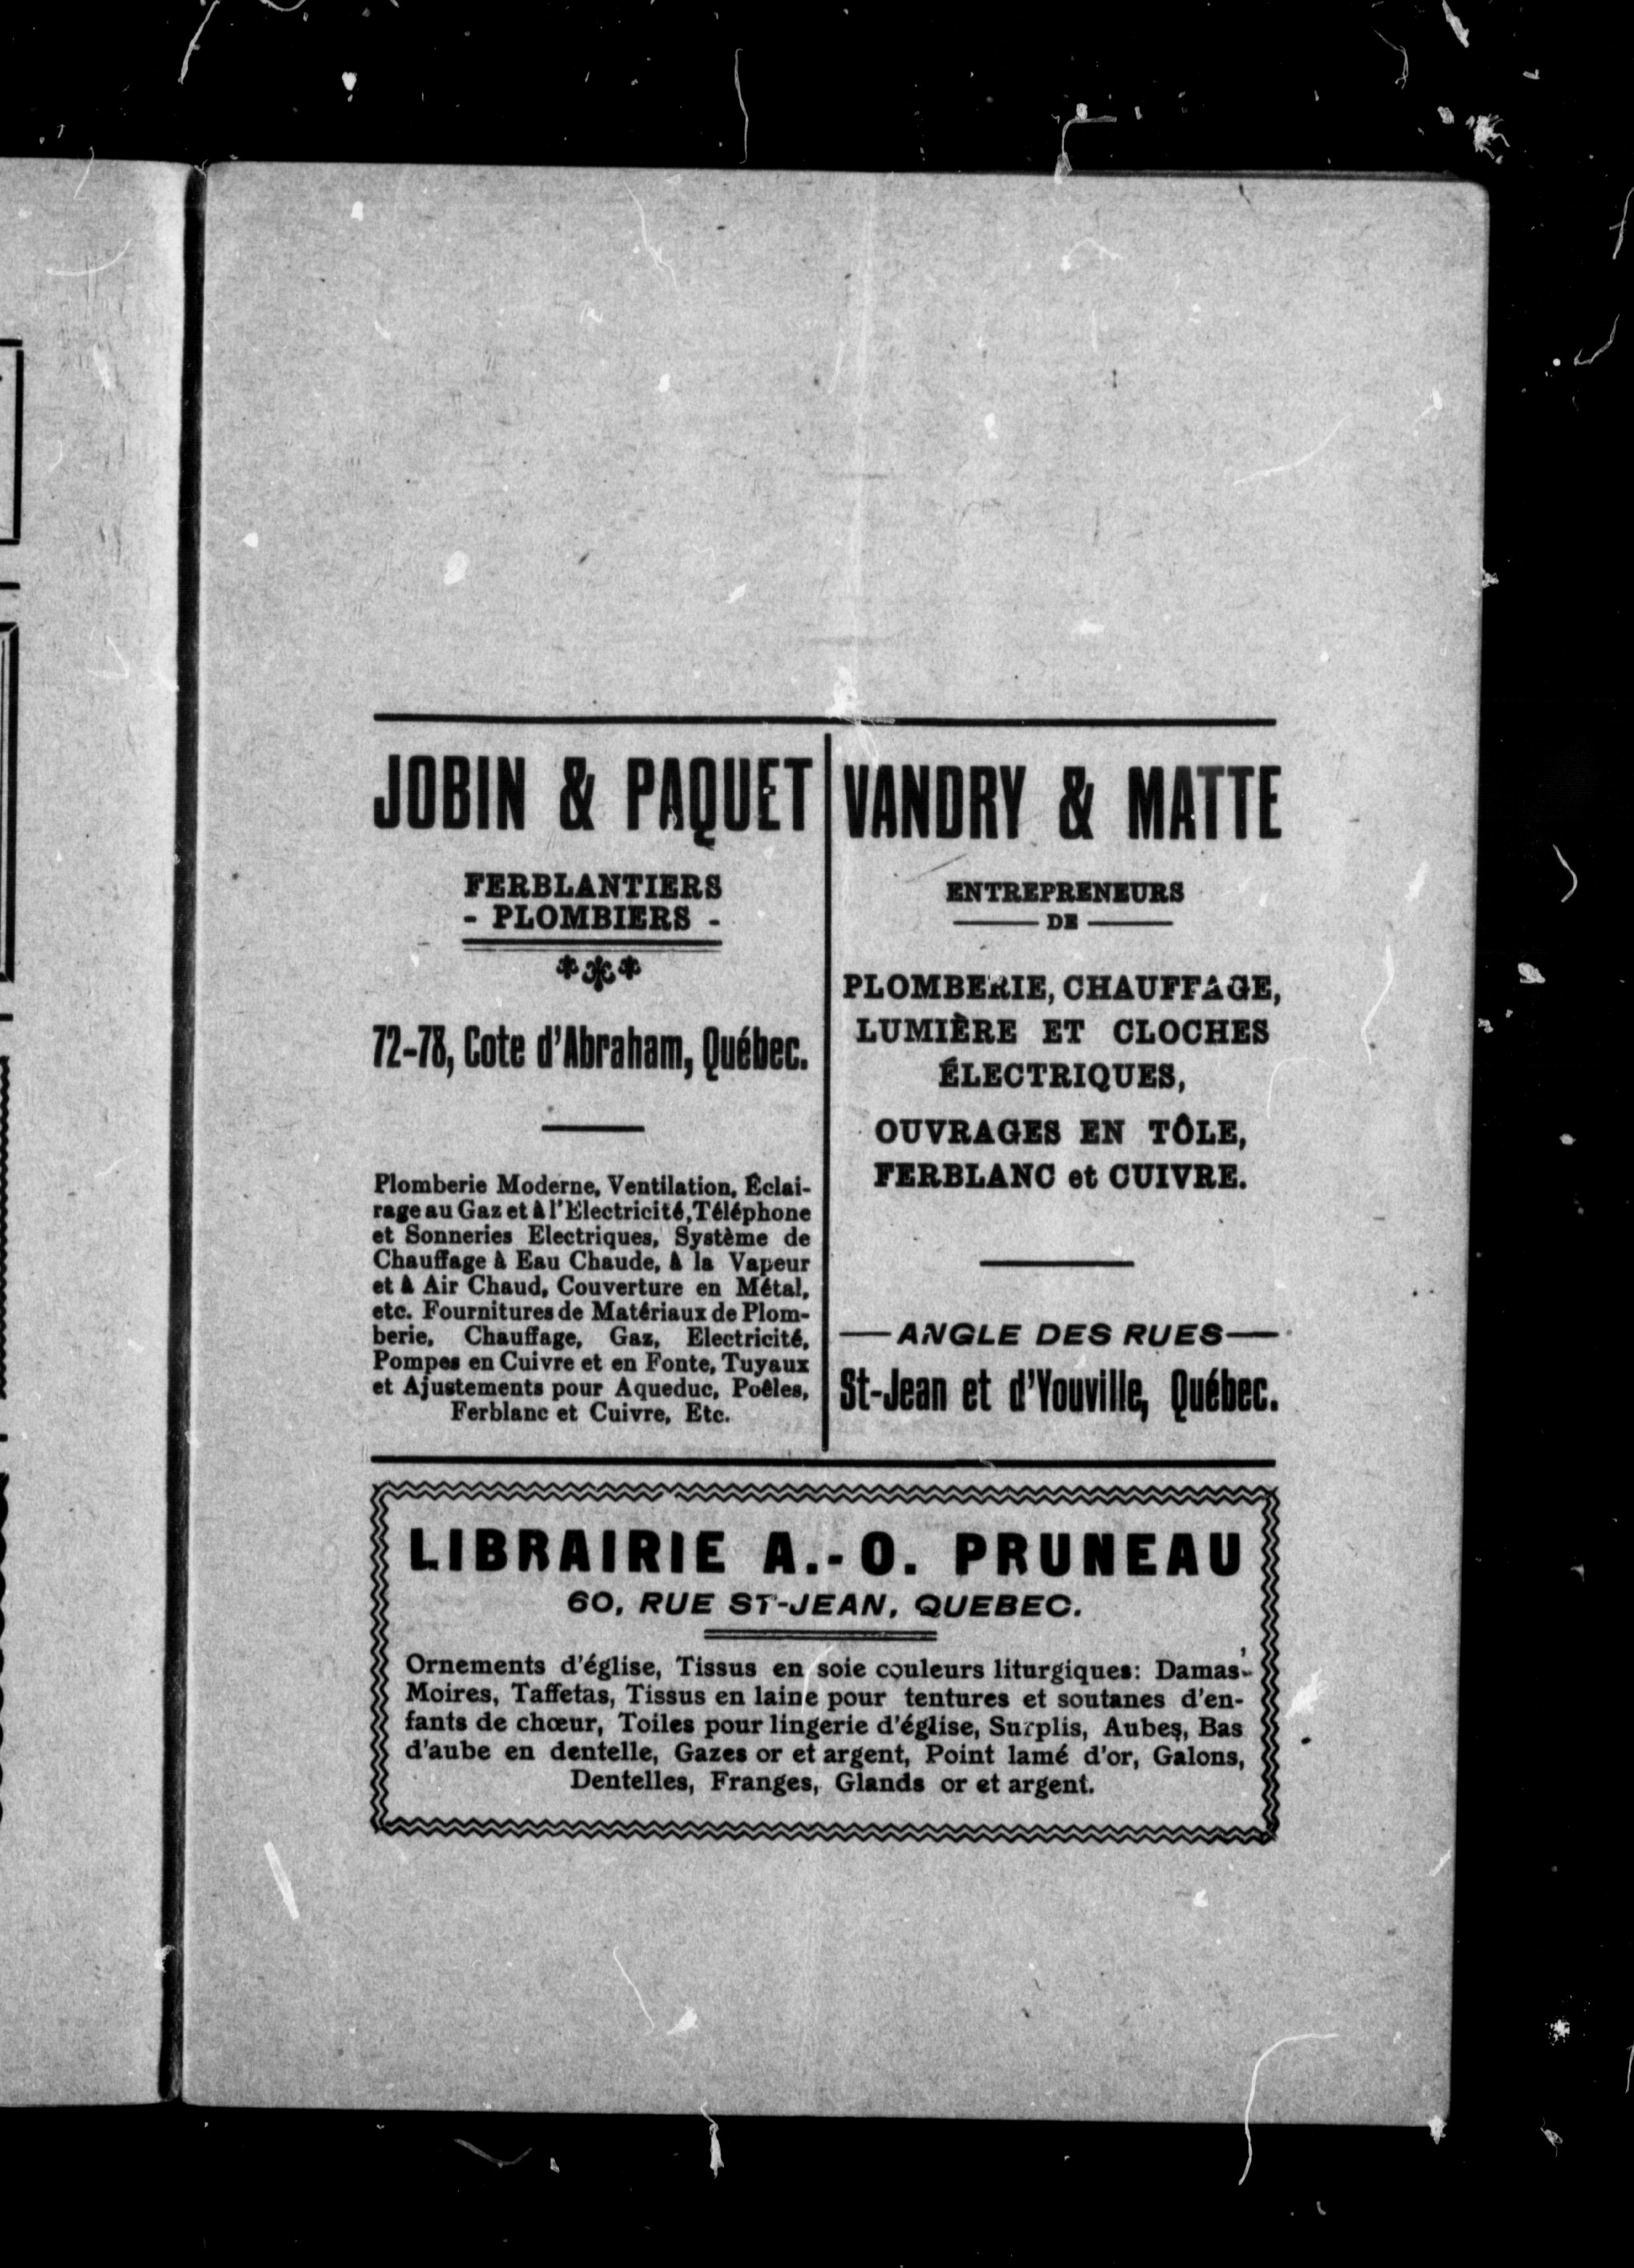 JOBIN & PAQUET
FERBLANTIERS
- PLOMBIERS -
72-78, Cote d'Abraham, Québec.
Plomberie Moderne, Ventilation, Éclai-
rage au Gaz et à l'Electricité, Téléphone
et Sonneries Electriques, Système de
Chauffage à Eau Chaude, à la Vapeur
et à Air Chaud, Couverture en Métal,
etc. Fournitures de Matériaux de Plom-
berie, Chauffage, Gaz, Electricité,
Pompes en Cuivre et en Fonte, Tuyaux
et Ajustements pour Aqueduc, Poêles,
Ferblanc et Cuivre, Etc.
VANDRY & MATTE
ENTREPRENEURS
DE
PLOMBERIE, CHAUFFAGE,
LUMIÈRE ET CLOCHES
ÉLECTRIQUES,
OUVRAGES EN TÔLE,
FERBLANC et CUIVRE.
—ANGLE DES RUES—
St-Jean et d'Youville, Québec.
LIBRAIRIE A.-O. PRUNEAU
60, RUE ST-JEAN, QUEBEC.
Ornements d'église, Tissus en soie couleurs liturgiques: Damas-
Moires, Taffetas, Tissus en laine pour tentures et soutanes d'en-
fants de chœur, Toiles pour lingerie d'église, Surplis, Aubes, Bas
d'aube en dentelle, Gazes or et argent, Point lamé d'or, Galons,
Dentelles, Franges, Glands or et argent.